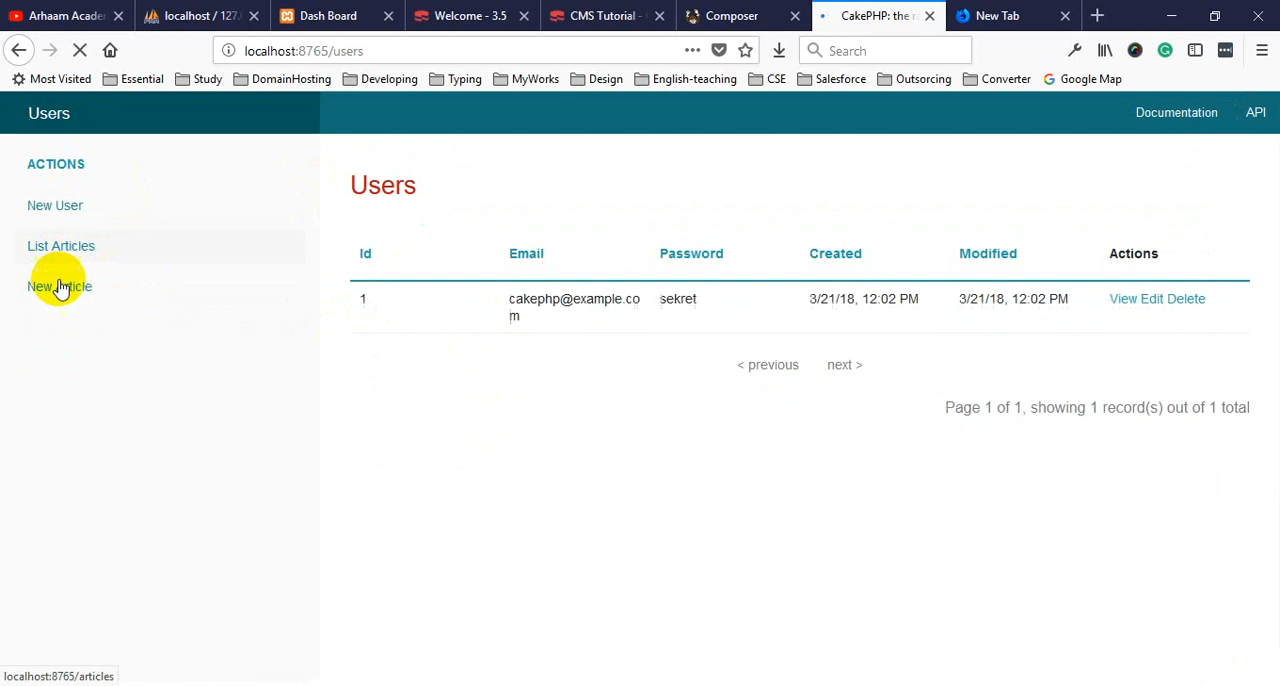 Arhaam Acade
localhost / 127.
Dash Board
Welcome - 3.5
CMS Tutorial -
Composer
CakePHP: the ra
New Tab
localhost:8765/users
Search
Most Visited
Essential
Study
DomainHosting
Developing
Typing
MyWorks
Design
English-teaching
CSE
Salesforce
Outsorcing
Converter
Google Map
Users
Documentation
API
ACTIONS
New User
List Articles
New Article
Users
Id
Email
Password
Created
Modified
Actions
1
cakephp@example.co
m
sekret
3/21/18, 12:02 PM
3/21/18, 12:02 PM
View Edit Delete
< previous
next >
Page 1 of 1, showing 1 record(s) out of 1 total
localhost:8765/articles